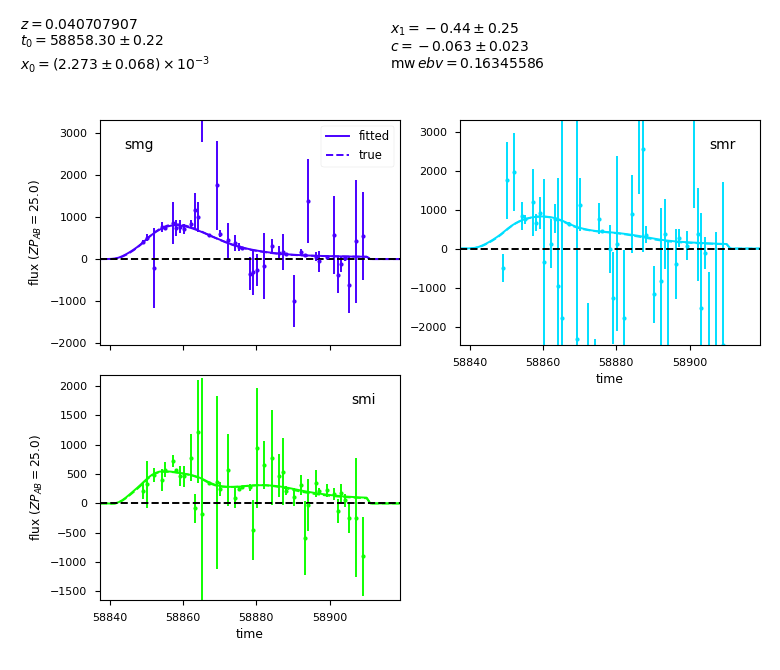 z = 0.040707907
t₀ = 58858.30 ± 0.22
x₀ = (2.273 ± 0.068) × 10⁻³
x₁ = −0.44 ± 0.25
c = −0.063 ± 0.023
mw ebv = 0.16345586
smg
fitted
true
3000
2000
1000
0
−1000
−2000
flux (ZP_AB = 25.0)
smr
3000
2000
1000
0
−1000
−2000
58840 58860 58880 58900
time
smi
2000
1500
1000
500
0
−500
−1000
−1500
flux (ZP_AB = 25.0)
58840 58860 58880 58900
time